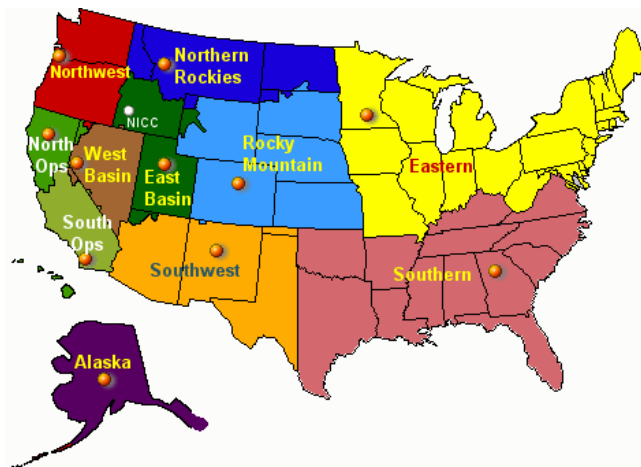 Northern
Rockies
Northwest
NICC
North
Ops
West
Basin
East
Basin
Rocky
Mountain
Eastern
South
Ops
Southwest
Southern
Alaska